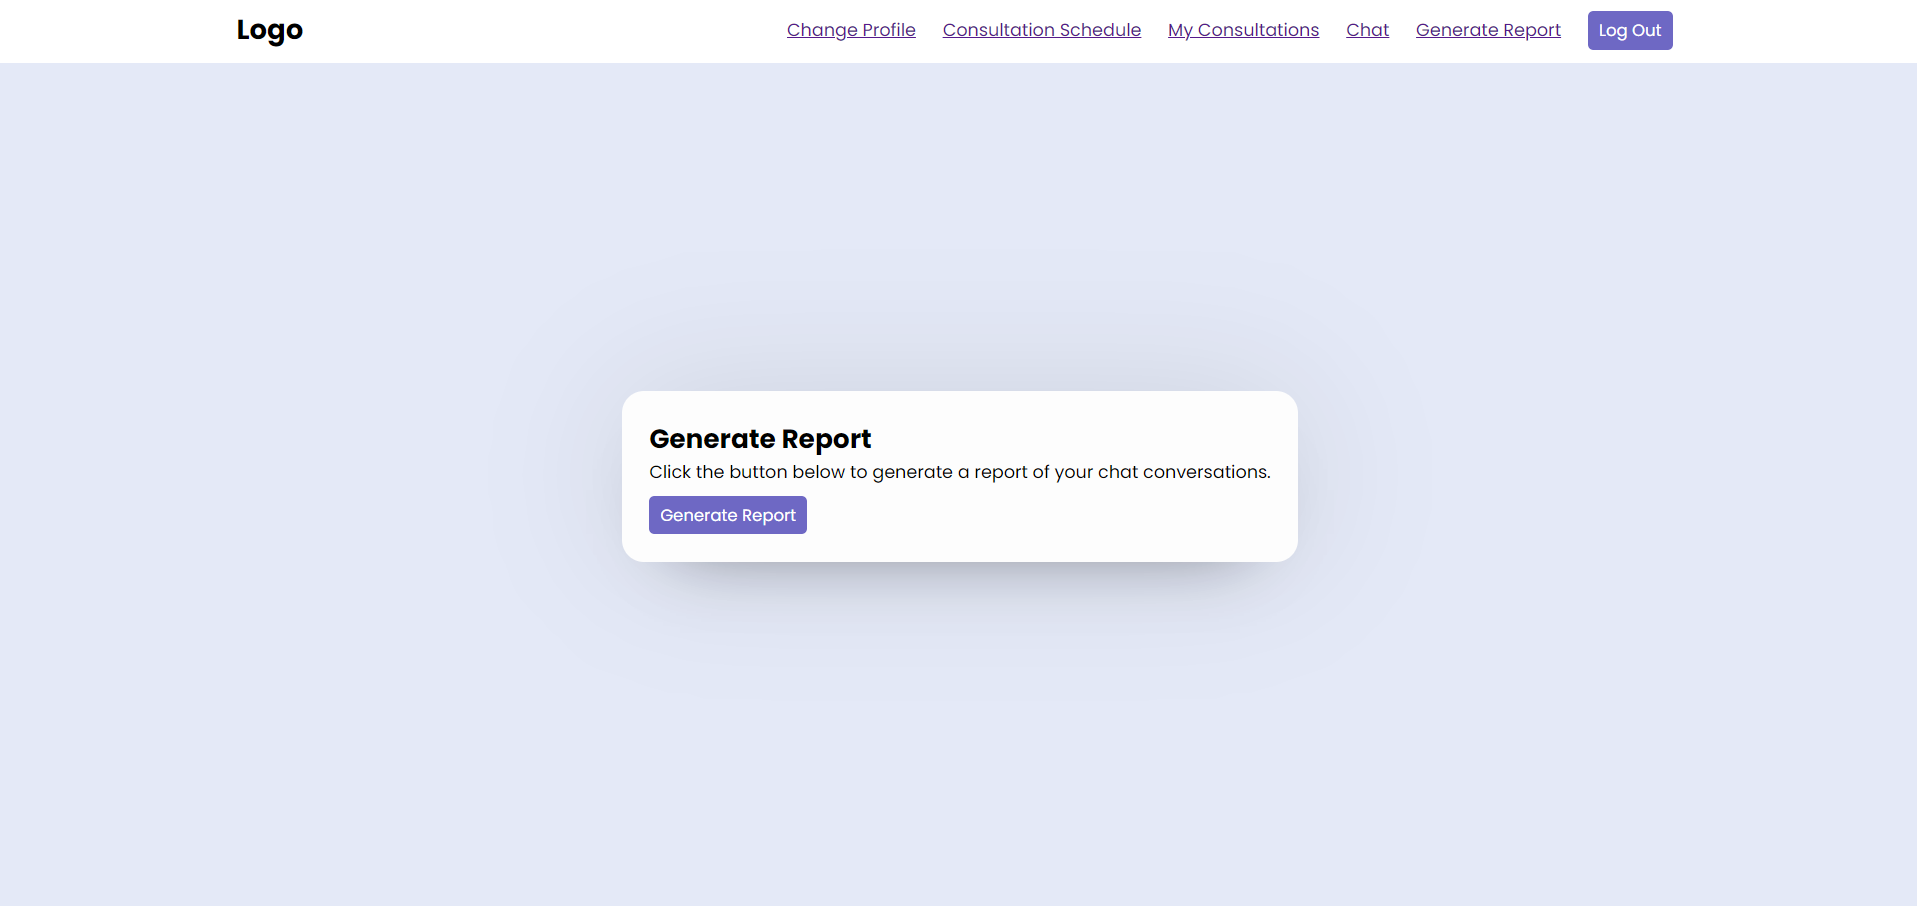 Logo
Change Profile Consultation Schedule My Consultations Chat Generate Report Log Out
Generate Report
Click the button below to generate a report of your chat conversations.
Generate Report